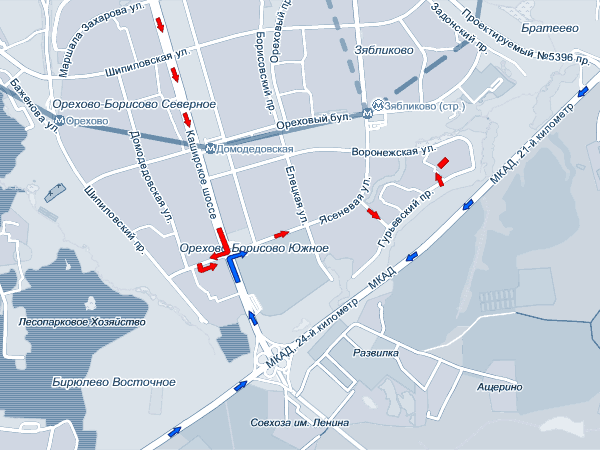 Маршала Захарова ул.
Ореховый пр.
Задонский пр.
Проектируемый №5396 пр.
Братеево
Шипиловская ул.
Борисовский пр.
Зябликово
Баженова ул.
Орехово-Борисово Северное
Зябликово (стр.)
Орехово
Ореховый бул.
МКАД, 21-й километр
Домодедовская
Каширское шоссе
Воронежская ул.
Домодедовская ул.
Елецкая ул.
Шипиловский пр.
Ясеневая ул.
Гурьевский пр.
Орехово-Борисово Южное
МКАД
Лесопарковое Хозяйство
МКАД, 24-й километр
Развилка
Бирюлево Восточное
Ащерино
Совхоза им. Ленина